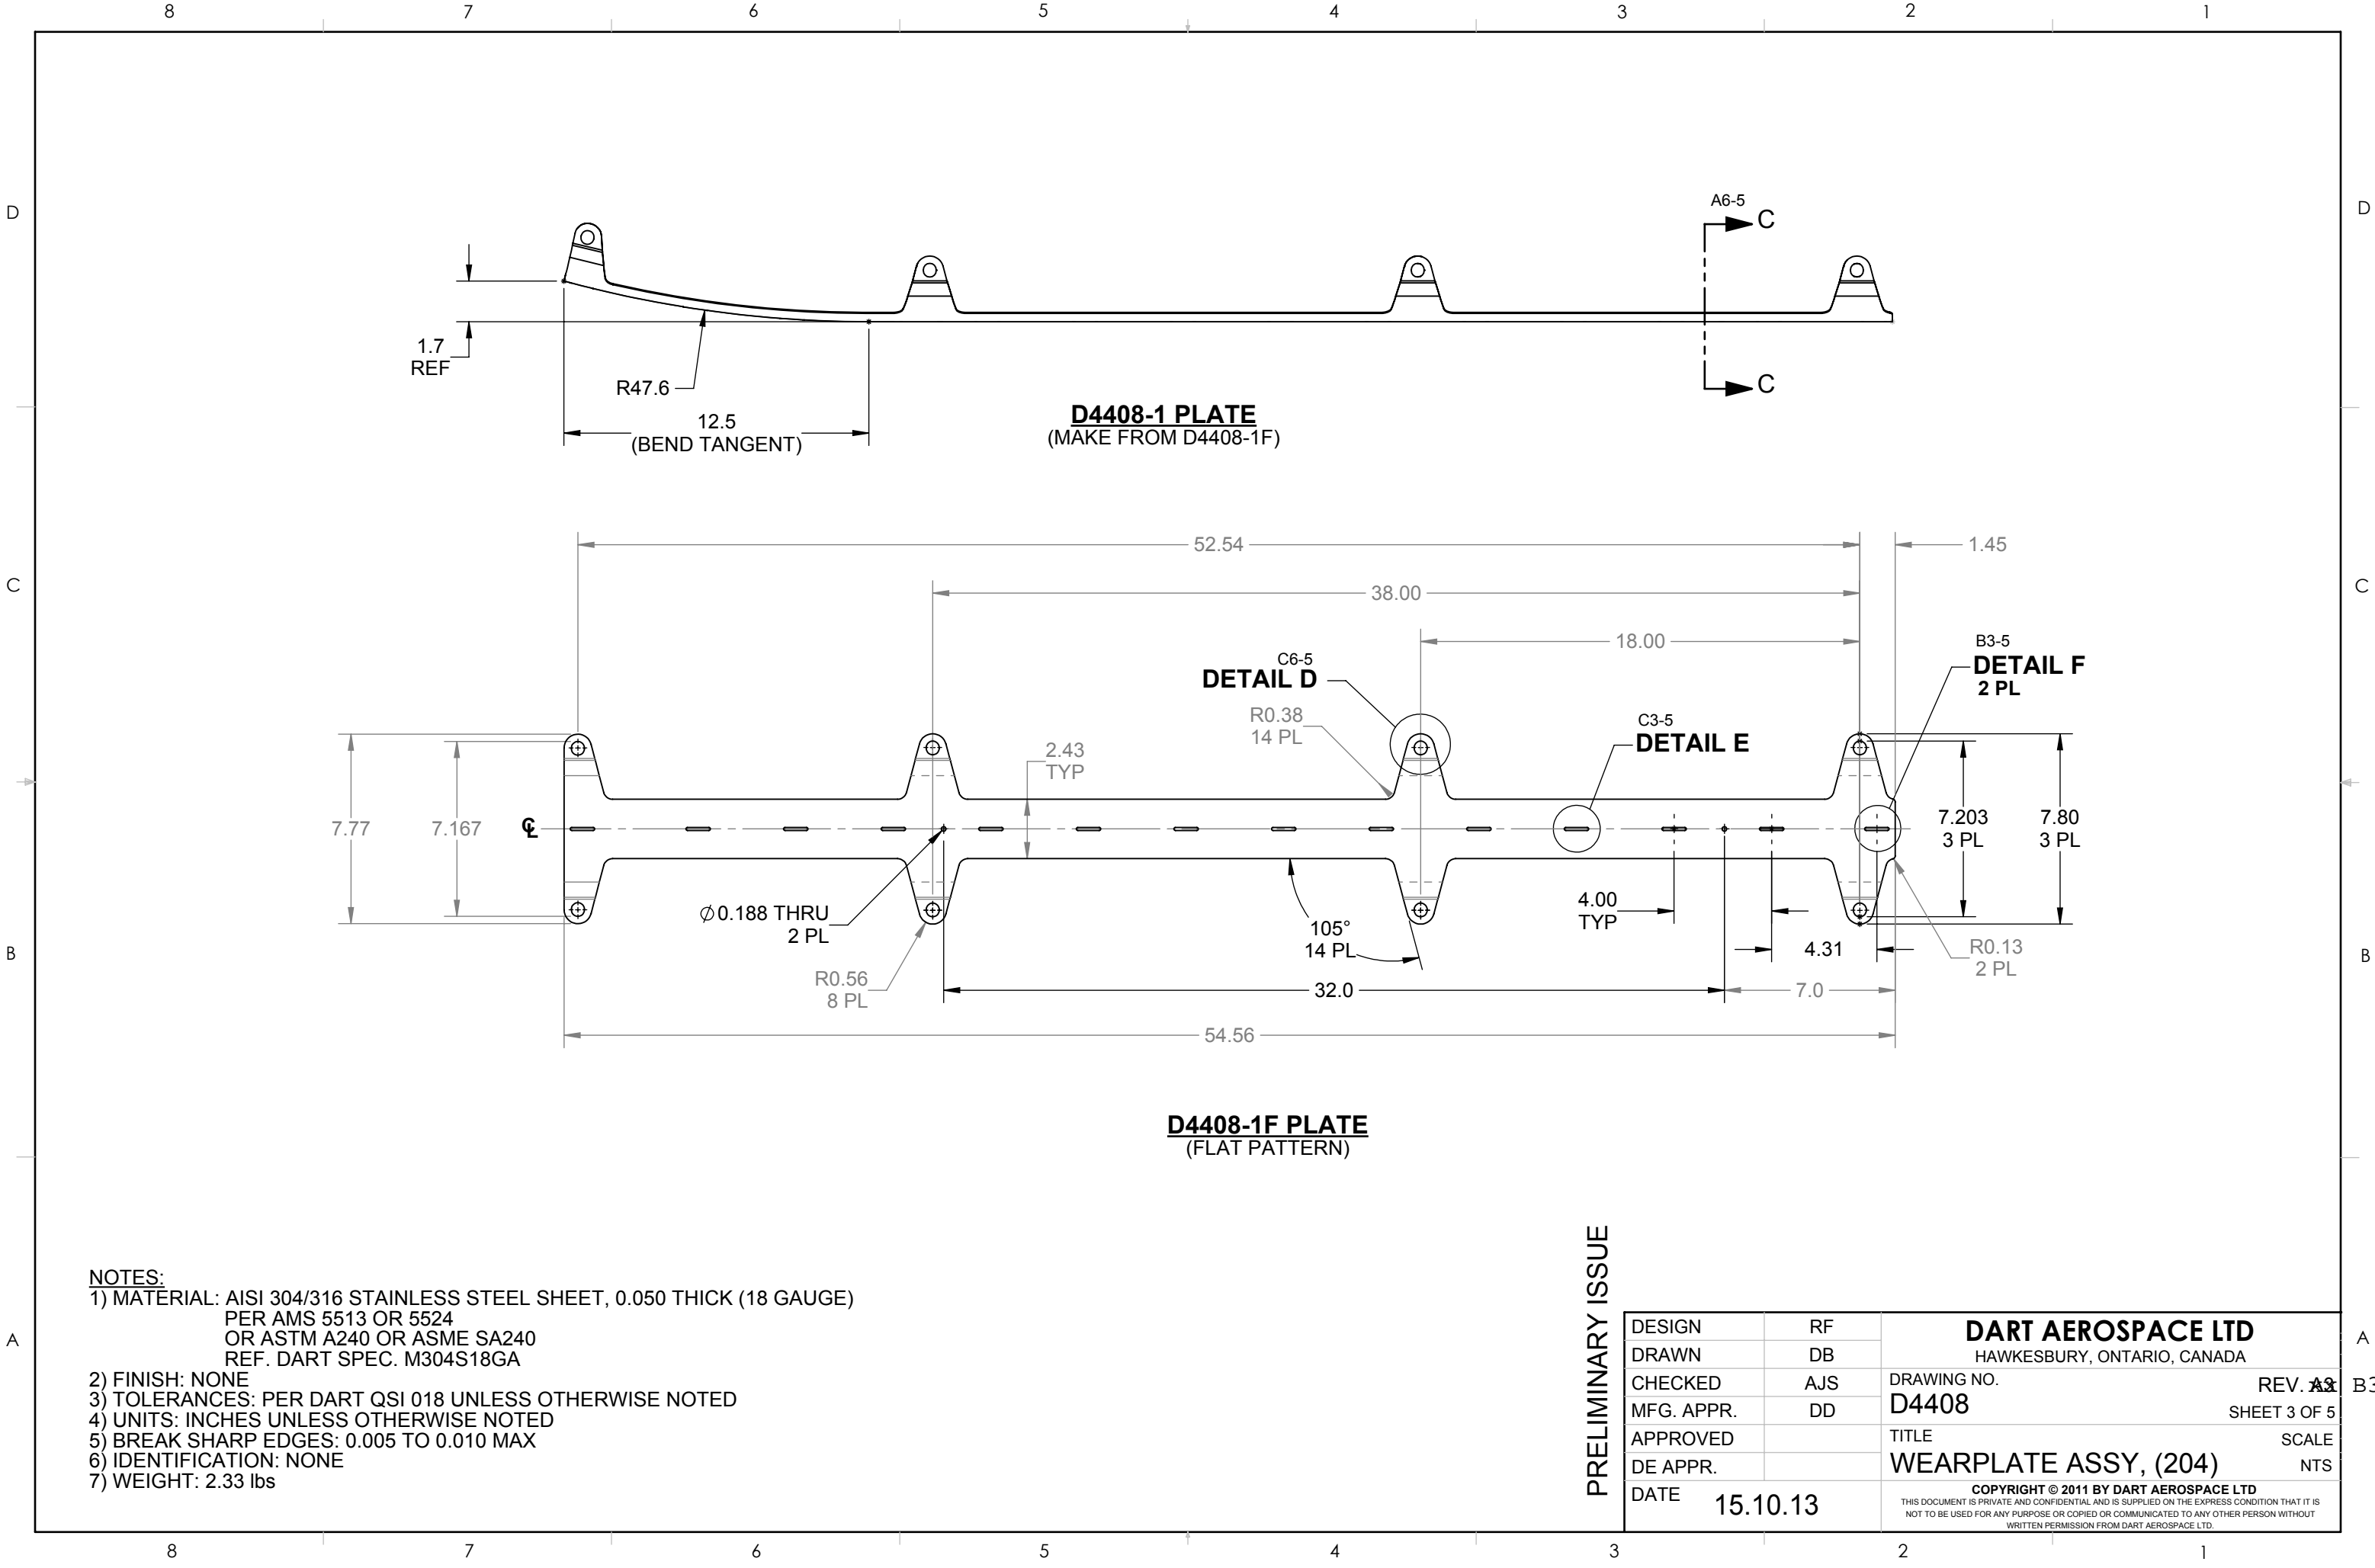 8 7 6 5 4 3 2 1
D D
A6-5
C
C
1.7
REF
R47.6
12.5
(BEND TANGENT)
D4408-1 PLATE
(MAKE FROM D4408-1F)
52.54 1.45
C C
38.00
18.00
C6-5
DETAIL D
B3-5
DETAIL F
2 PL
R0.38
14 PL
C3-5
DETAIL E
2.43
TYP
7.77 7.167 ℄
7.203
3 PL
7.80
3 PL
Ø0.188 THRU
2 PL
105°
14 PL
4.00
TYP
4.31
R0.13
2 PL
B B
R0.56
8 PL
32.0 7.0
54.56
D4408-1F PLATE
(FLAT PATTERN)
NOTES:
1) MATERIAL: AISI 304/316 STAINLESS STEEL SHEET, 0.050 THICK (18 GAUGE)
PER AMS 5513 OR 5524
OR ASTM A240 OR ASME SA240
REF. DART SPEC. M304S18GA
2) FINISH: NONE
3) TOLERANCES: PER DART QSI 018 UNLESS OTHERWISE NOTED
4) UNITS: INCHES UNLESS OTHERWISE NOTED
5) BREAK SHARP EDGES: 0.005 TO 0.010 MAX
6) IDENTIFICATION: NONE
7) WEIGHT: 2.33 lbs
A A
PRELIMINARY ISSUE
DESIGN RF
DRAWN DB
CHECKED AJS
MFG. APPR. DD
APPROVED
DE APPR.
DATE 15.10.13
DART AEROSPACE LTD
HAWKESBURY, ONTARIO, CANADA
DRAWING NO.
D4408
REV. B3
SHEET 3 OF 5
TITLE
WEARPLATE ASSY, (204)
SCALE
NTS
COPYRIGHT © 2011 BY DART AEROSPACE LTD
THIS DOCUMENT IS PRIVATE AND CONFIDENTIAL AND IS SUPPLIED ON THE EXPRESS CONDITION THAT IT IS
NOT TO BE USED FOR ANY PURPOSE OR COPIED OR COMMUNICATED TO ANY OTHER PERSON WITHOUT
WRITTEN PERMISSION FROM DART AEROSPACE LTD.
8 7 6 5 4 3 2 1